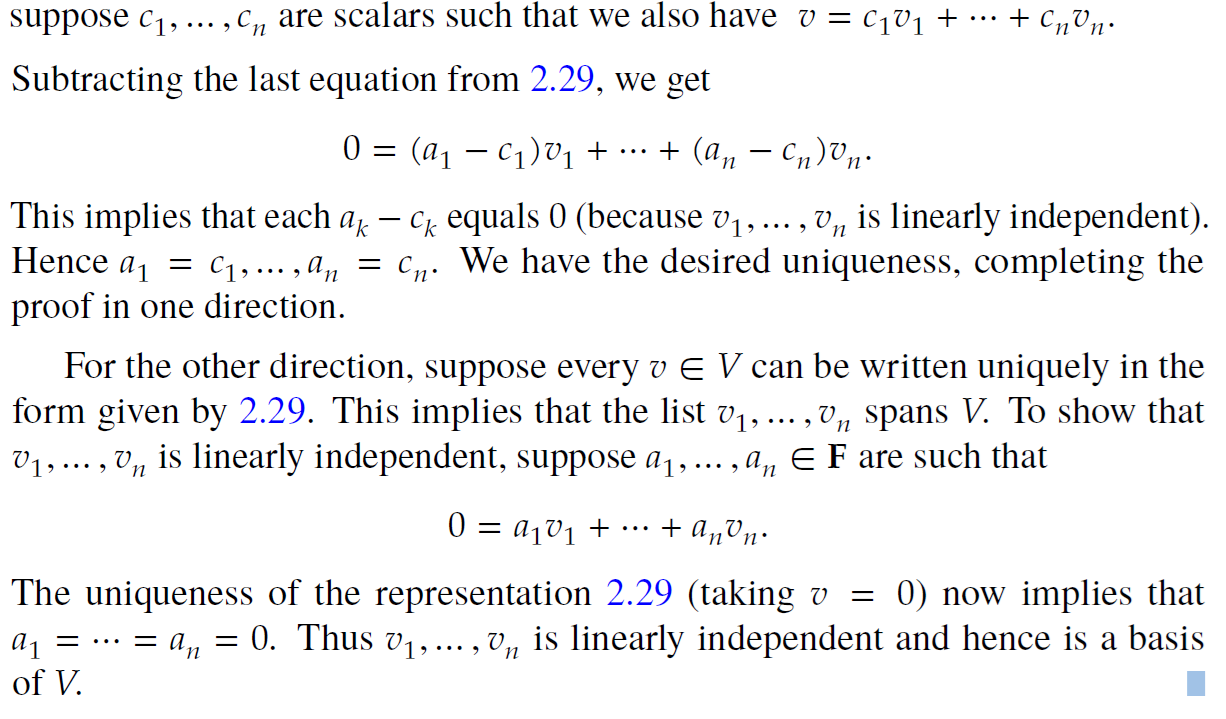 suppose c₁, … , cₙ are scalars such that we also have v = c₁v₁ + ⋯ + cₙvₙ.
Subtracting the last equation from 2.29, we get
0 = (a₁ − c₁)v₁ + ⋯ + (aₙ − cₙ)vₙ.
This implies that each aₖ − cₖ equals 0 (because v₁, … , vₙ is linearly independent).
Hence a₁ = c₁, … , aₙ = cₙ. We have the desired uniqueness, completing the
proof in one direction.
For the other direction, suppose every v ∈ V can be written uniquely in the
form given by 2.29. This implies that the list v₁, … , vₙ spans V. To show that
v₁, … , vₙ is linearly independent, suppose a₁, … , aₙ ∈ F are such that
0 = a₁v₁ + ⋯ + aₙvₙ.
The uniqueness of the representation 2.29 (taking v = 0) now implies that
a₁ = ⋯ = aₙ = 0. Thus v₁, … , vₙ is linearly independent and hence is a basis
of V.